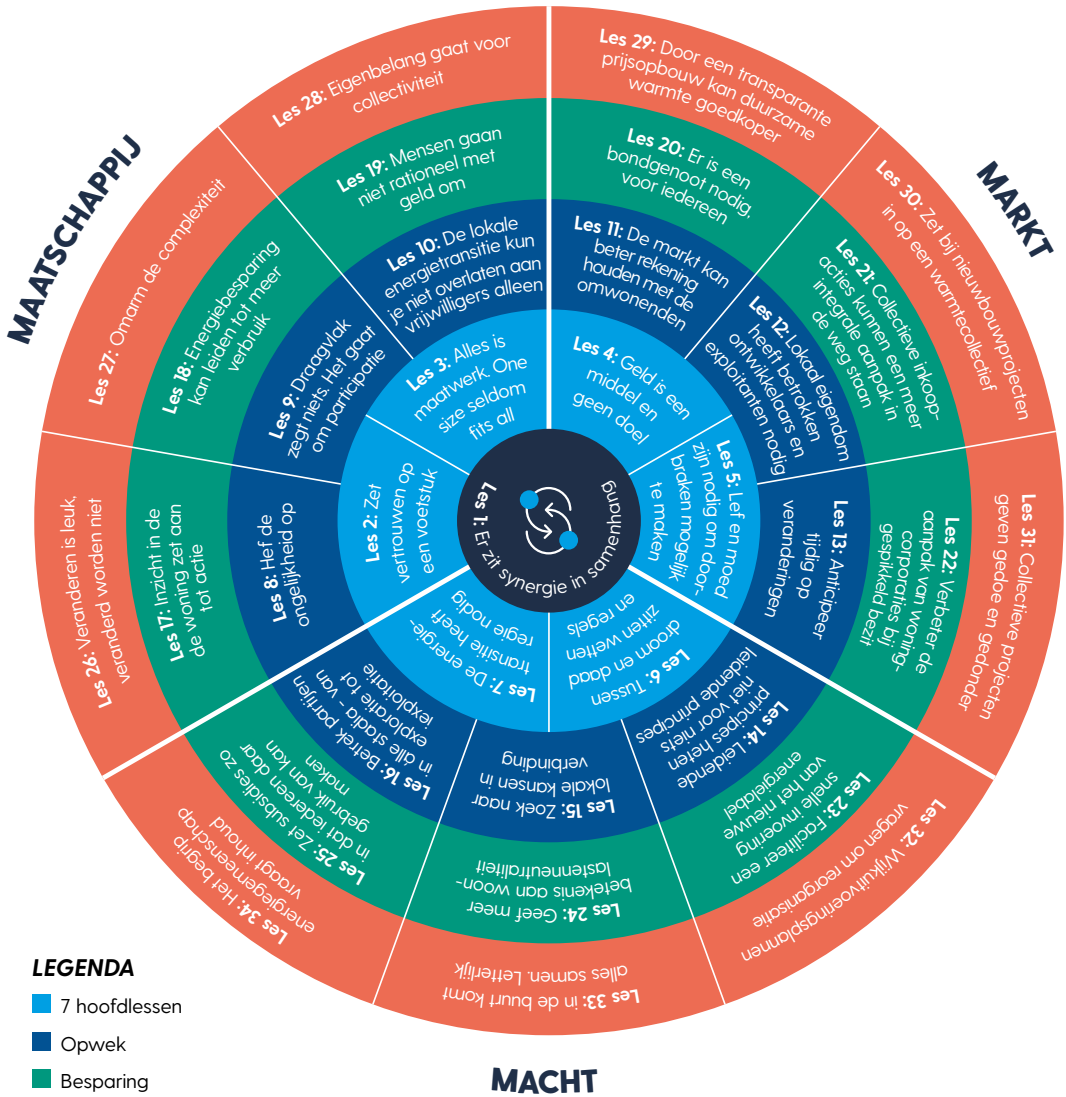 MAATSCHAPPIJ
MARKT
MACHT
Les 1: Er zit synergie in samenhang
Les 2: Zet
vertrouwen op
een voetstuk
Les 3: Alles is
maatwerk. One
size seldom
fits all
Les 4: Geld is een
middel en
geen doel
Les 5: Lef en moed
zijn nodig om door-
braken mogelijk
te maken
Les 6: Tussen
droom en daad
zitten wetten
en regels
Les 7: De energie-
transitie heeft
regie nodig
Les 8: Hef de
ongelijkheid op
Les 9: Draagvlak
zegt niets. Het gaat
om participatie
Les 10: De lokale
energietransitie kun
je niet overlaten aan
vrijwilligers alleen
Les 11: De markt kan
beter rekening
houden met de
omwonenden
Les 12: Lokaal eigendom
heeft betrokken
ontwikkelaars en
exploitanten nodig
Les 13: Anticipeer
tijdig op
veranderingen
Les 14: Leidende
principes heten
niet voor niets
leidende principes
Les 15: Zoek naar
lokale kansen in
verbinding
Les 16: Betrek partijen
in alle stadia - van
exploratie tot
exploitatie
Les 17: Inzicht in de
de woning zet aan
tot actie
Les 18: Energiebesparing
kan leiden tot meer
verbruik
Les 19: Mensen gaan
niet rationeel met
geld om
Les 20: Er is een
bondgenoot nodig,
voor iedereen
Les 21: Collectieve inkoop-
acties kunnen een meer
integrale aanpak in
de weg staan
Les 22: Verbeter de
aanpak van woning-
corporaties bij
gespikkeld bezit
Les 23: Faciliteer een
snelle invoering
van het nieuwe
energielabel
Les 24: Geef meer
betekenis aan woon-
lastenneutraliteit
Les 25: Zet subsidies zo
in dat iedereen daar
gebruik van kan
maken
Les 26: Veranderen is leuk,
veranderd worden niet
Les 27: Omarm de complexiteit
Les 28: Eigenbelang gaat voor
collectiviteit
Les 29: Door een transparante
prijsopbouw kan duurzame
warmte goedkoper
Les 30: Zet bij nieuwbouwprojecten
in op een warmtecollectief
Les 31: Collectieve projecten
geven gedoe en gedonder
Les 32: Wijkuitvoeringsplannen
vragen om reorganisatie
Les 33: in de buurt komt
alles samen. Letterlijk
Les 34: Het begrip
energiegemeenschap
vraagt inhoud
LEGENDA
7 hoofdlessen
Opwek
Besparing